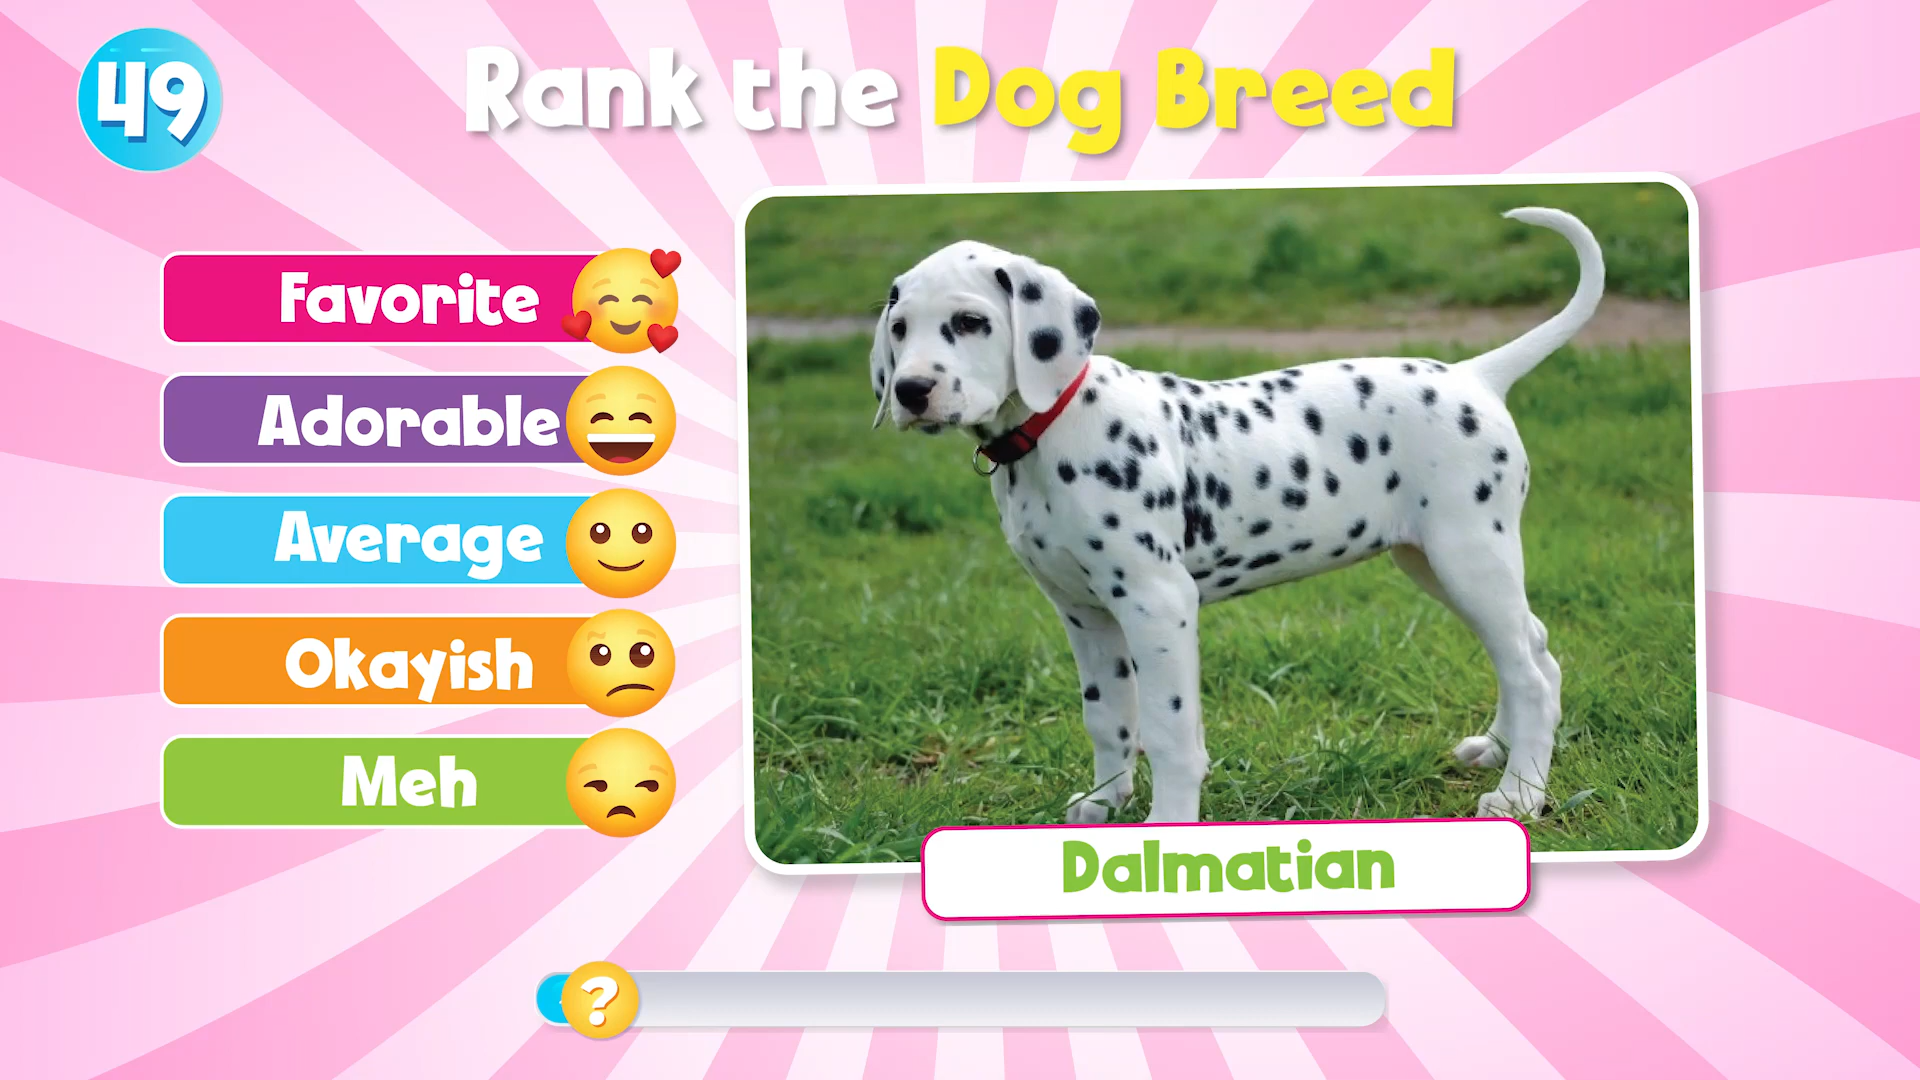 49
Rank the Dog Breed
Favorite
Adorable
Average
Okayish
Meh
Dalmatian
?